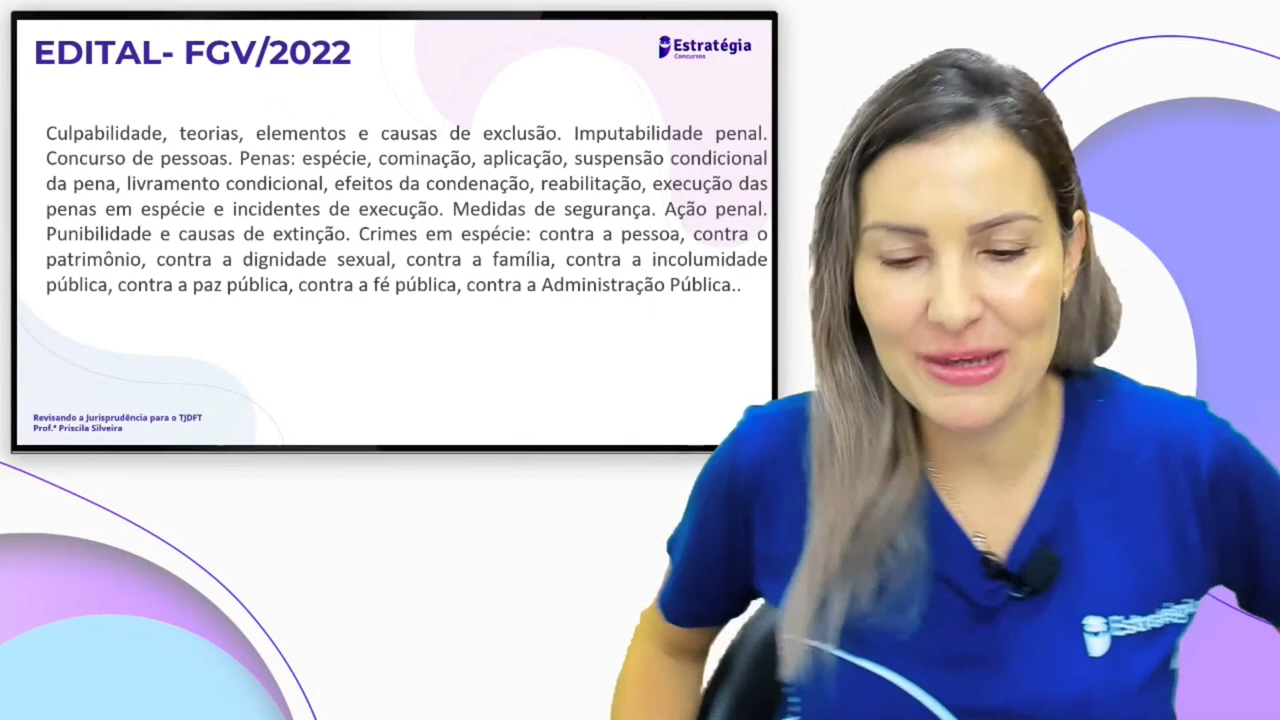 EDITAL- FGV/2022
Estratégia
Concursos
Culpabilidade, teorias, elementos e causas de exclusão. Imputabilidade penal.
Concurso de pessoas. Penas: espécie, cominação, aplicação, suspensão condicional
da pena, livramento condicional, efeitos da condenação, reabilitação, execução das
penas em espécie e incidentes de execução. Medidas de segurança. Ação penal.
Punibilidade e causas de extinção. Crimes em espécie: contra a pessoa, contra o
patrimônio, contra a dignidade sexual, contra a família, contra a incolumidade
pública, contra a paz pública, contra a fé pública, contra a Administração Pública..
Revisando a Jurisprudência para o TJDFT
Prof.ª Priscila Silveira
Estratégia